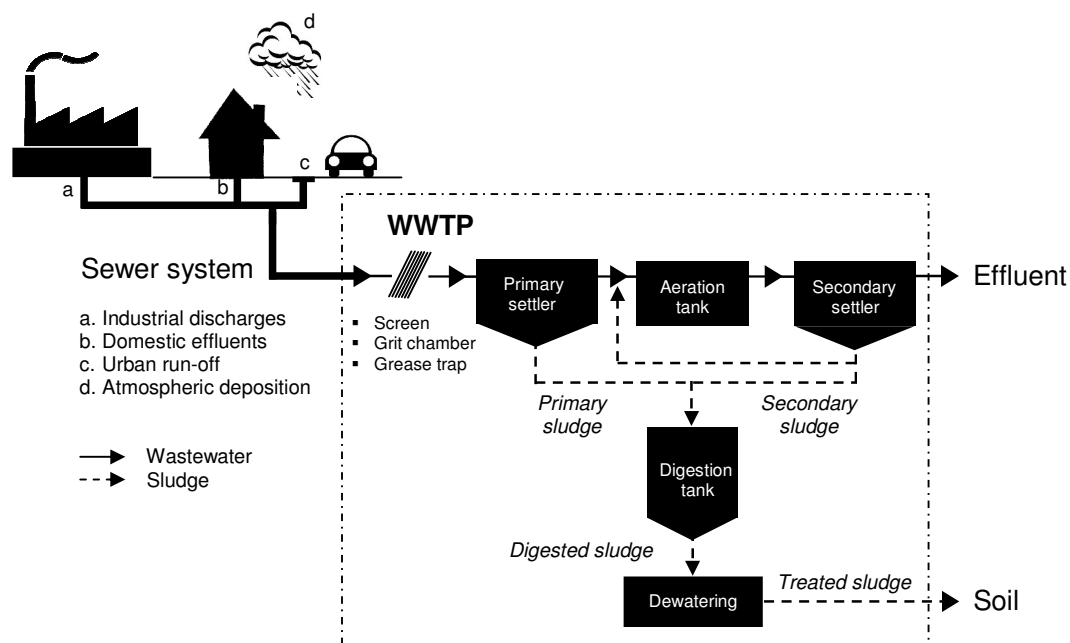 d
c
a
b
WWTP
Sewer system
Primary
settler
Aeration
tank
Secondary
settler
Effluent
a. Industrial discharges
b. Domestic effluents
c. Urban run-off
d. Atmospheric deposition
▪ Screen
▪ Grit chamber
▪ Grease trap
Primary
sludge
Secondary
sludge
Wastewater
Sludge
Digestion
tank
Digested sludge
Dewatering
Treated sludge
Soil